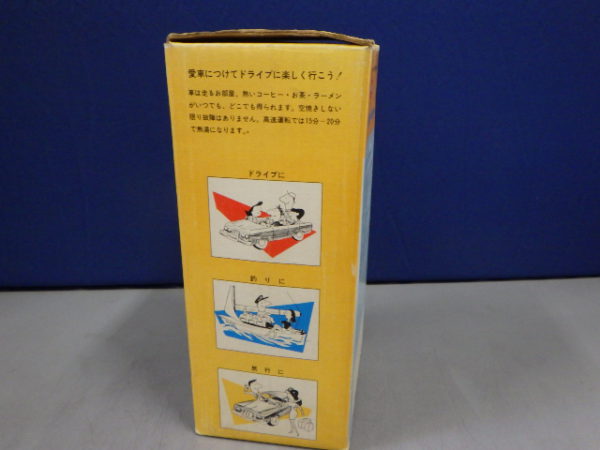 愛車につけてドライブに楽しく行こう!
車は走るお部屋。熱いコーヒー・お茶・ラーメン
がいつでも、どこでも得られます。空焼きしない
限り故障はありません。高速運転では15分−20分
で熱湯になります。
ドライブに
釣りに
旅行に